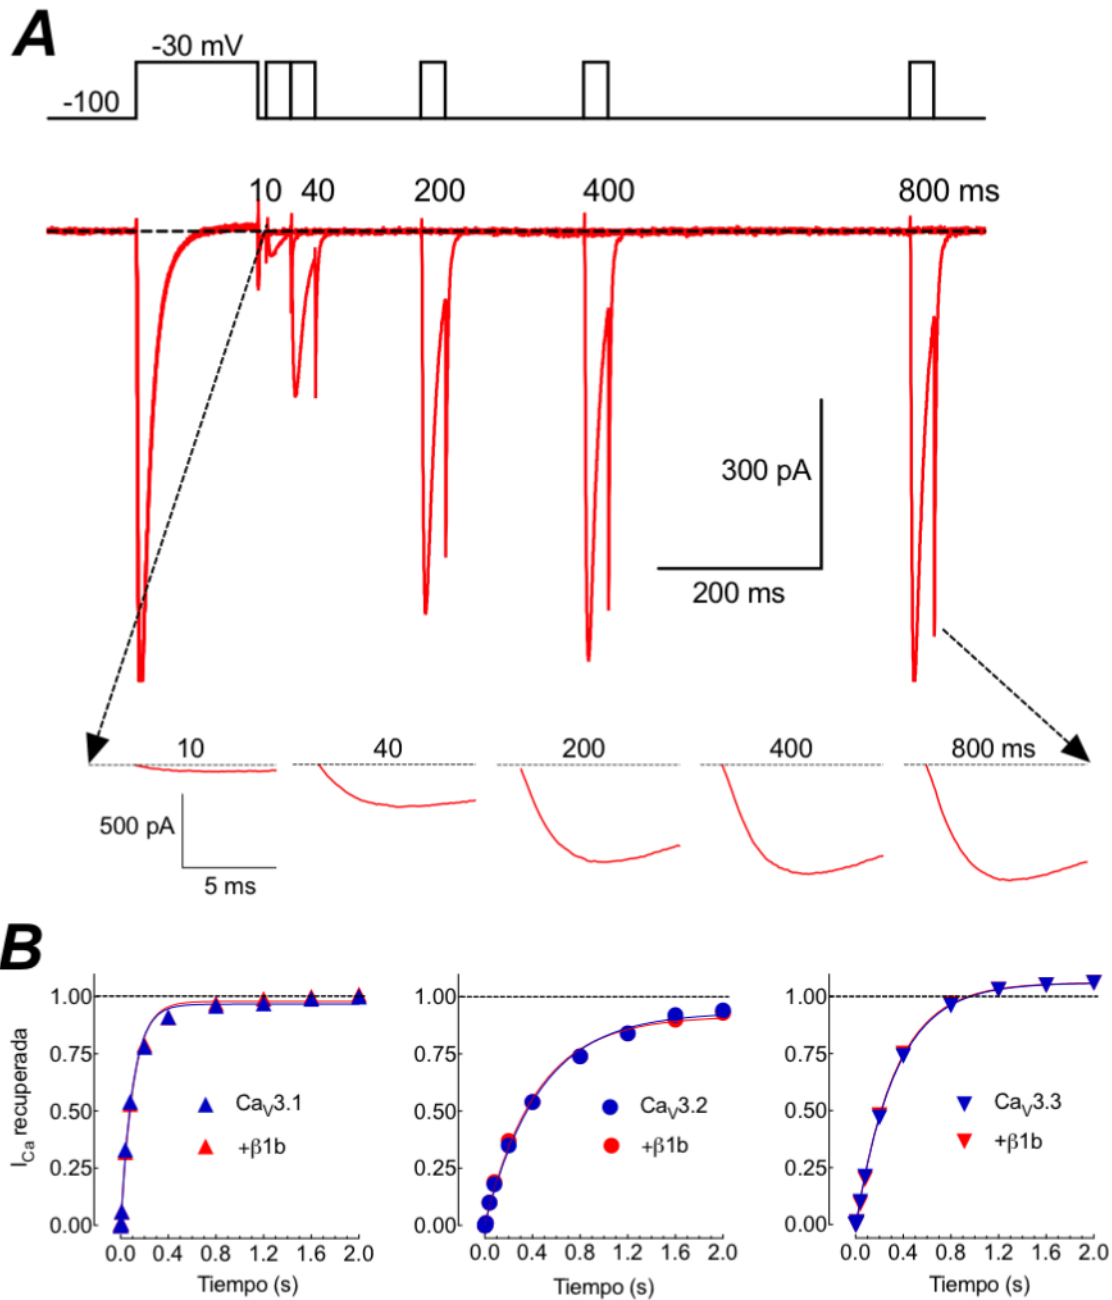 A
-30 mV
-100
10 40 200 400 800 ms
300 pA
200 ms
10 40 200 400 800 ms
500 pA
5 ms
B
I_Ca recuperada
1.00
0.75
0.50
0.25
0.00
Ca_V3.1
+β1b
0.0 0.4 0.8 1.2 1.6 2.0
Tiempo (s)
1.00
0.75
0.50
0.25
0.00
Ca_V3.2
+β1b
0.0 0.4 0.8 1.2 1.6 2.0
Tiempo (s)
1.00
0.75
0.50
0.25
0.00
Ca_V3.3
+β1b
0.0 0.4 0.8 1.2 1.6 2.0
Tiempo (s)